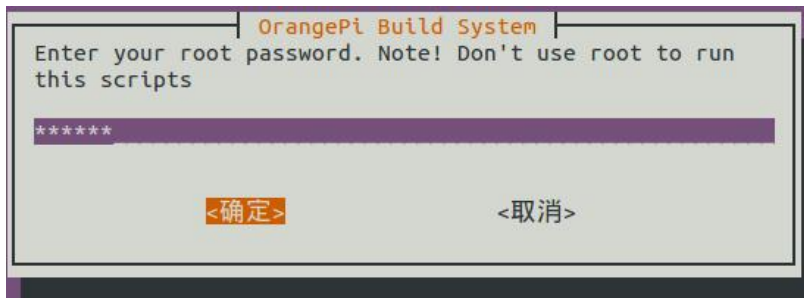 OrangePi Build System
Enter your root password. Note! Don't use root to run
this scripts
******
<确定> <取消>